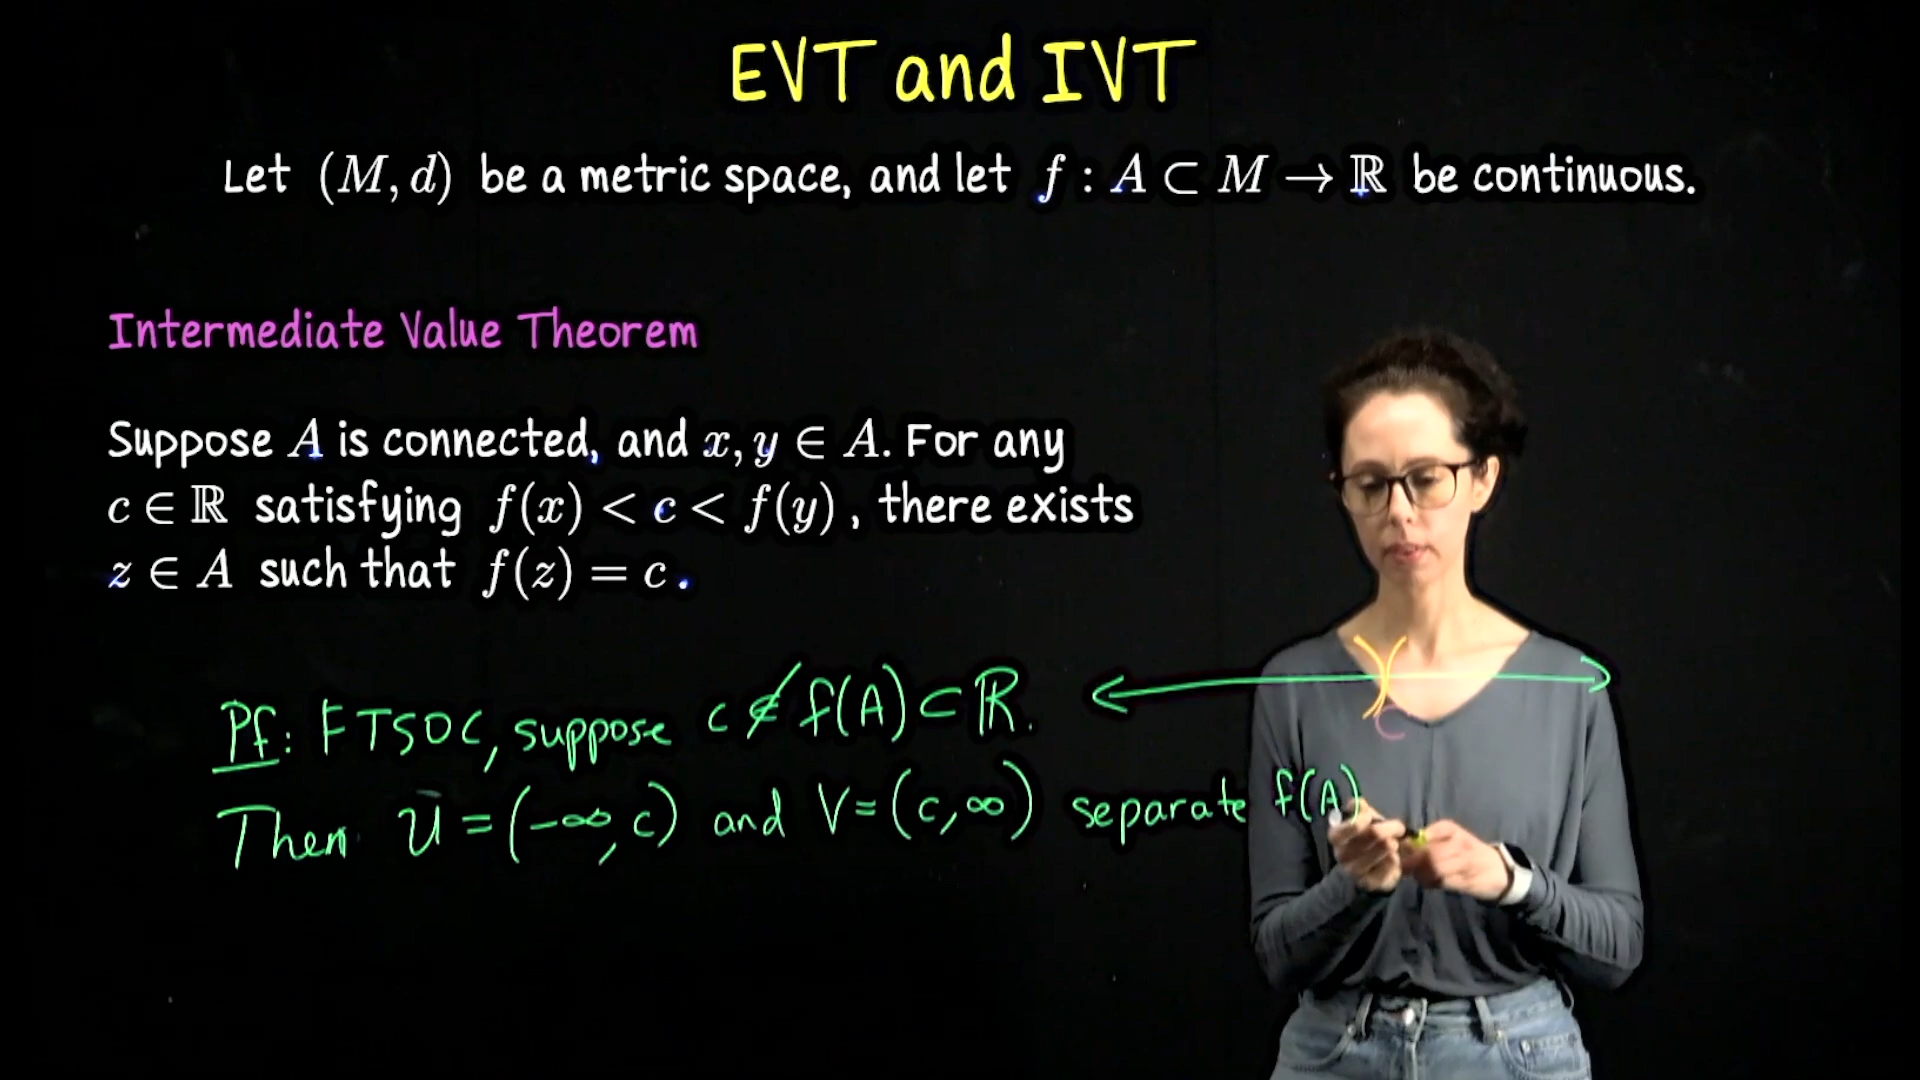 EVT and IVT
Let (M, d) be a metric space, and let f : A ⊂ M → ℝ be continuous.
Intermediate Value Theorem
Suppose A is connected, and x, y ∈ A. For any
c ∈ ℝ satisfying f(x) < c < f(y), there exists
z ∈ A such that f(z) = c.
Pf: FTSOC, suppose c ∉ f(A) ⊂ ℝ.
c
Then U = (-∞, c) and V = (c, ∞) separate f(A)